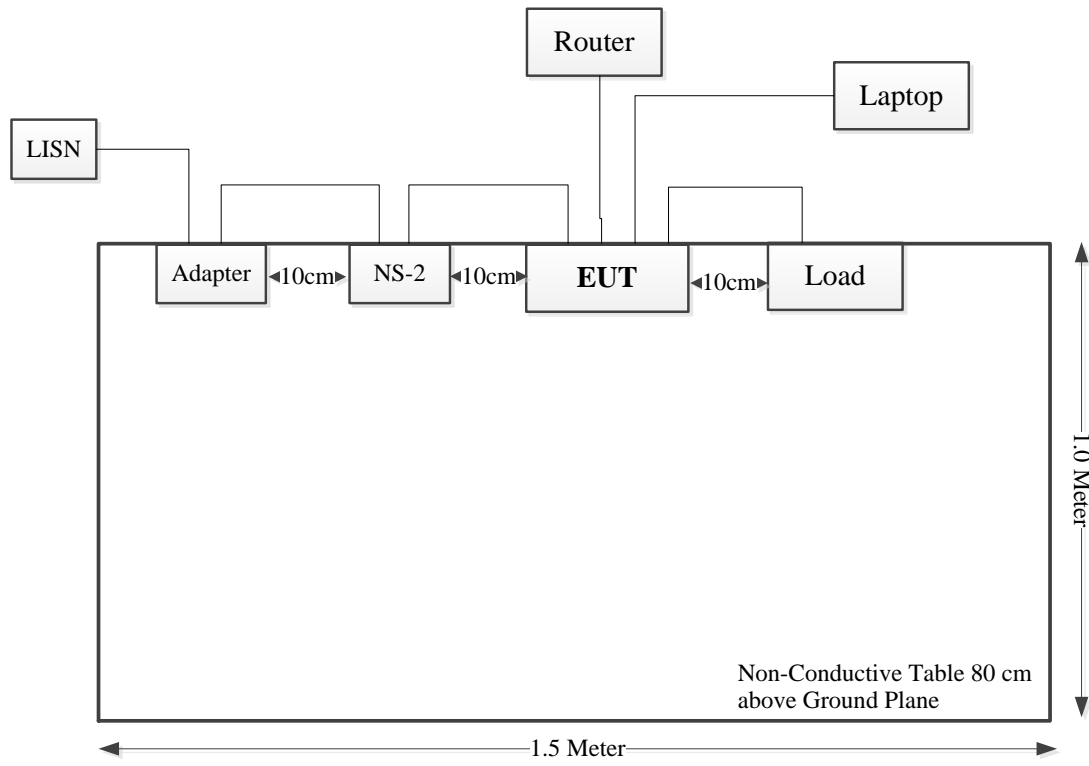 Router
Laptop
LISN
Adapter
10cm
NS-2
10cm
EUT
10cm
Load
1.0 Meter
Non-Conductive Table 80 cm
above Ground Plane
1.5 Meter